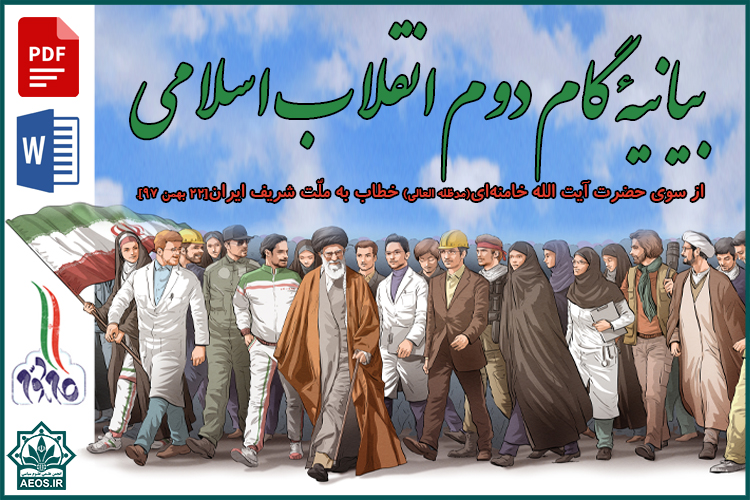 PDF
W
بیانیهٔ گام دوم انقلاب اسلامی
از سوی حضرت آیت الله خامنه‌ای(مدظله العالی) خطاب به ملّت شریف ایران[۲۲ بهمن ۹۷].
AEOS.IR